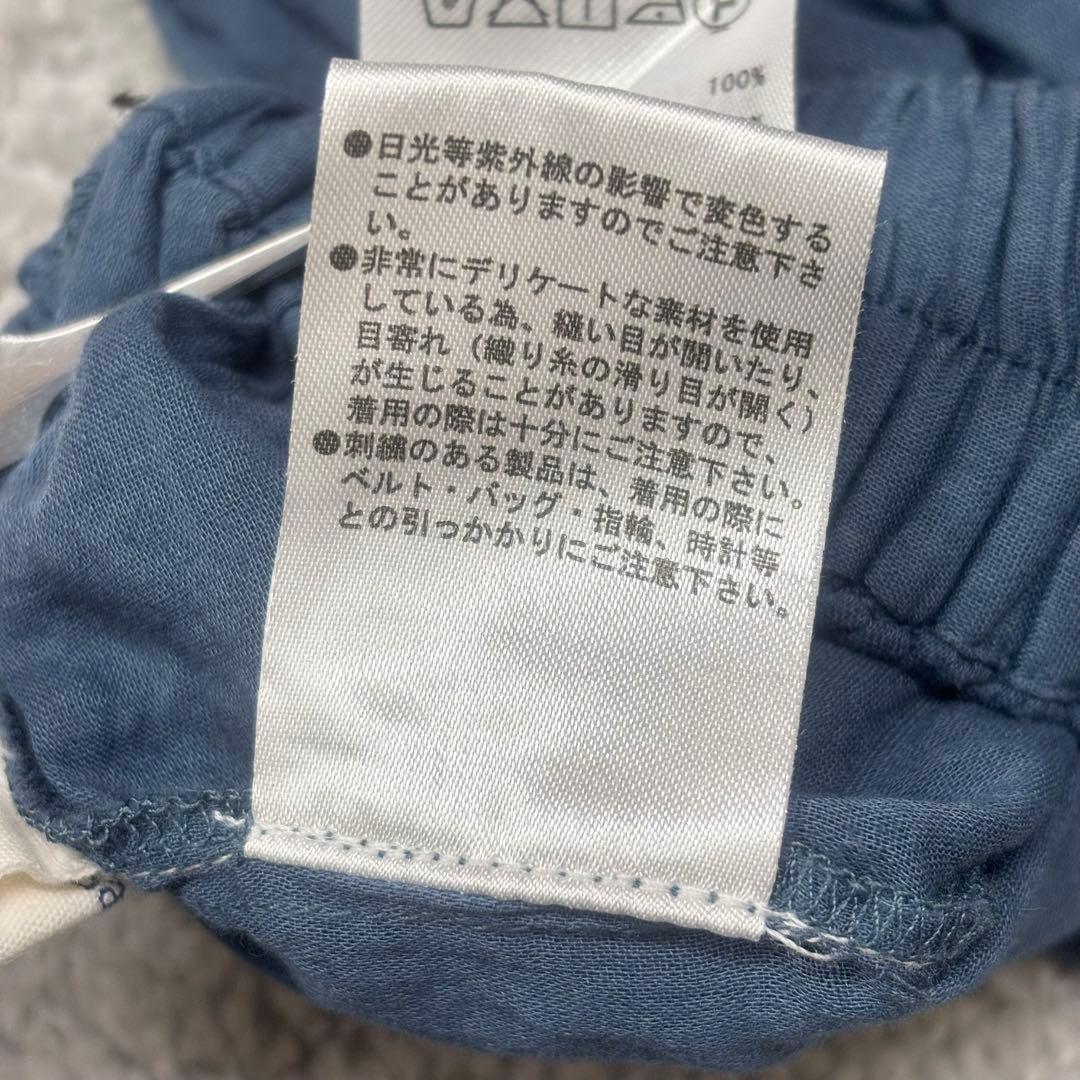 100%
●日光等紫外線の影響で変色する
ことがありますのでご注意下さ
い。
●非常にデリケートな素材を使用
している為、縫い目が開いたり、
目寄れ（織り糸の滑り目が開く）
が生じることがありますので、
着用の際は十分にご注意下さい。
●刺繍のある製品は、着用の際に
ベルト・バッグ・指輪、時計等
との引っかかりにご注意下さい。